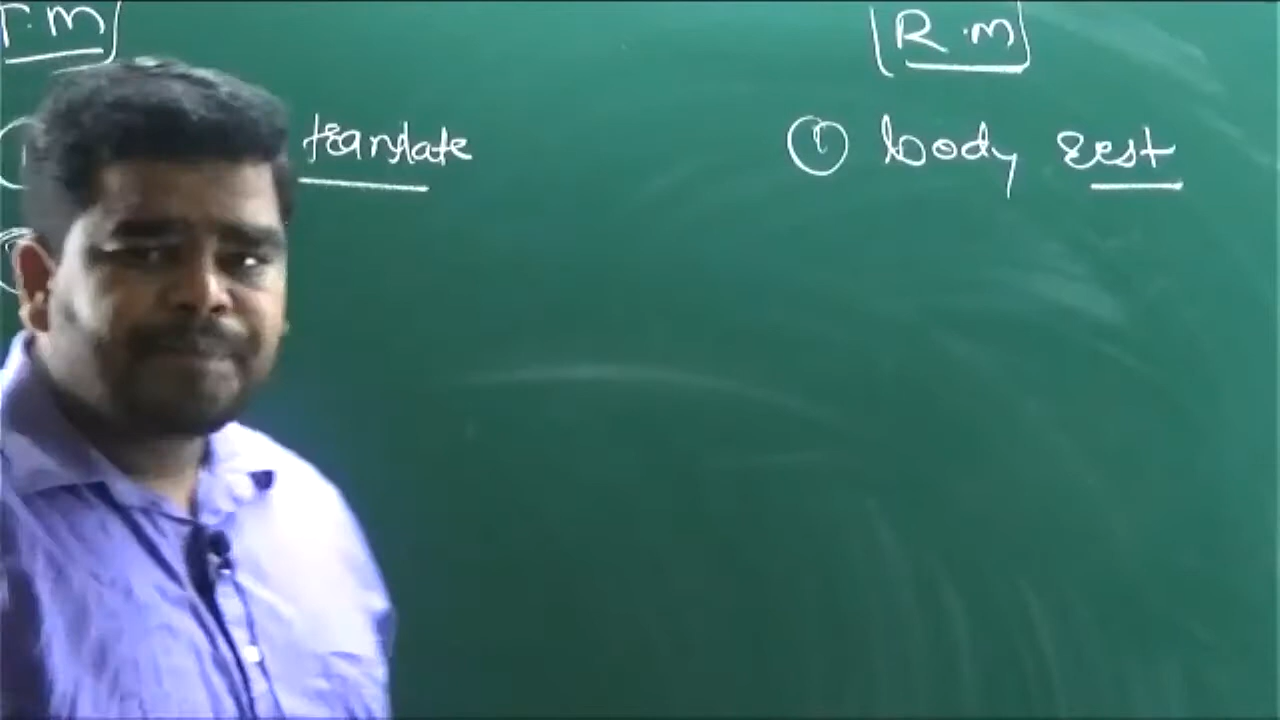 T.M
R.M
translate
① body rest